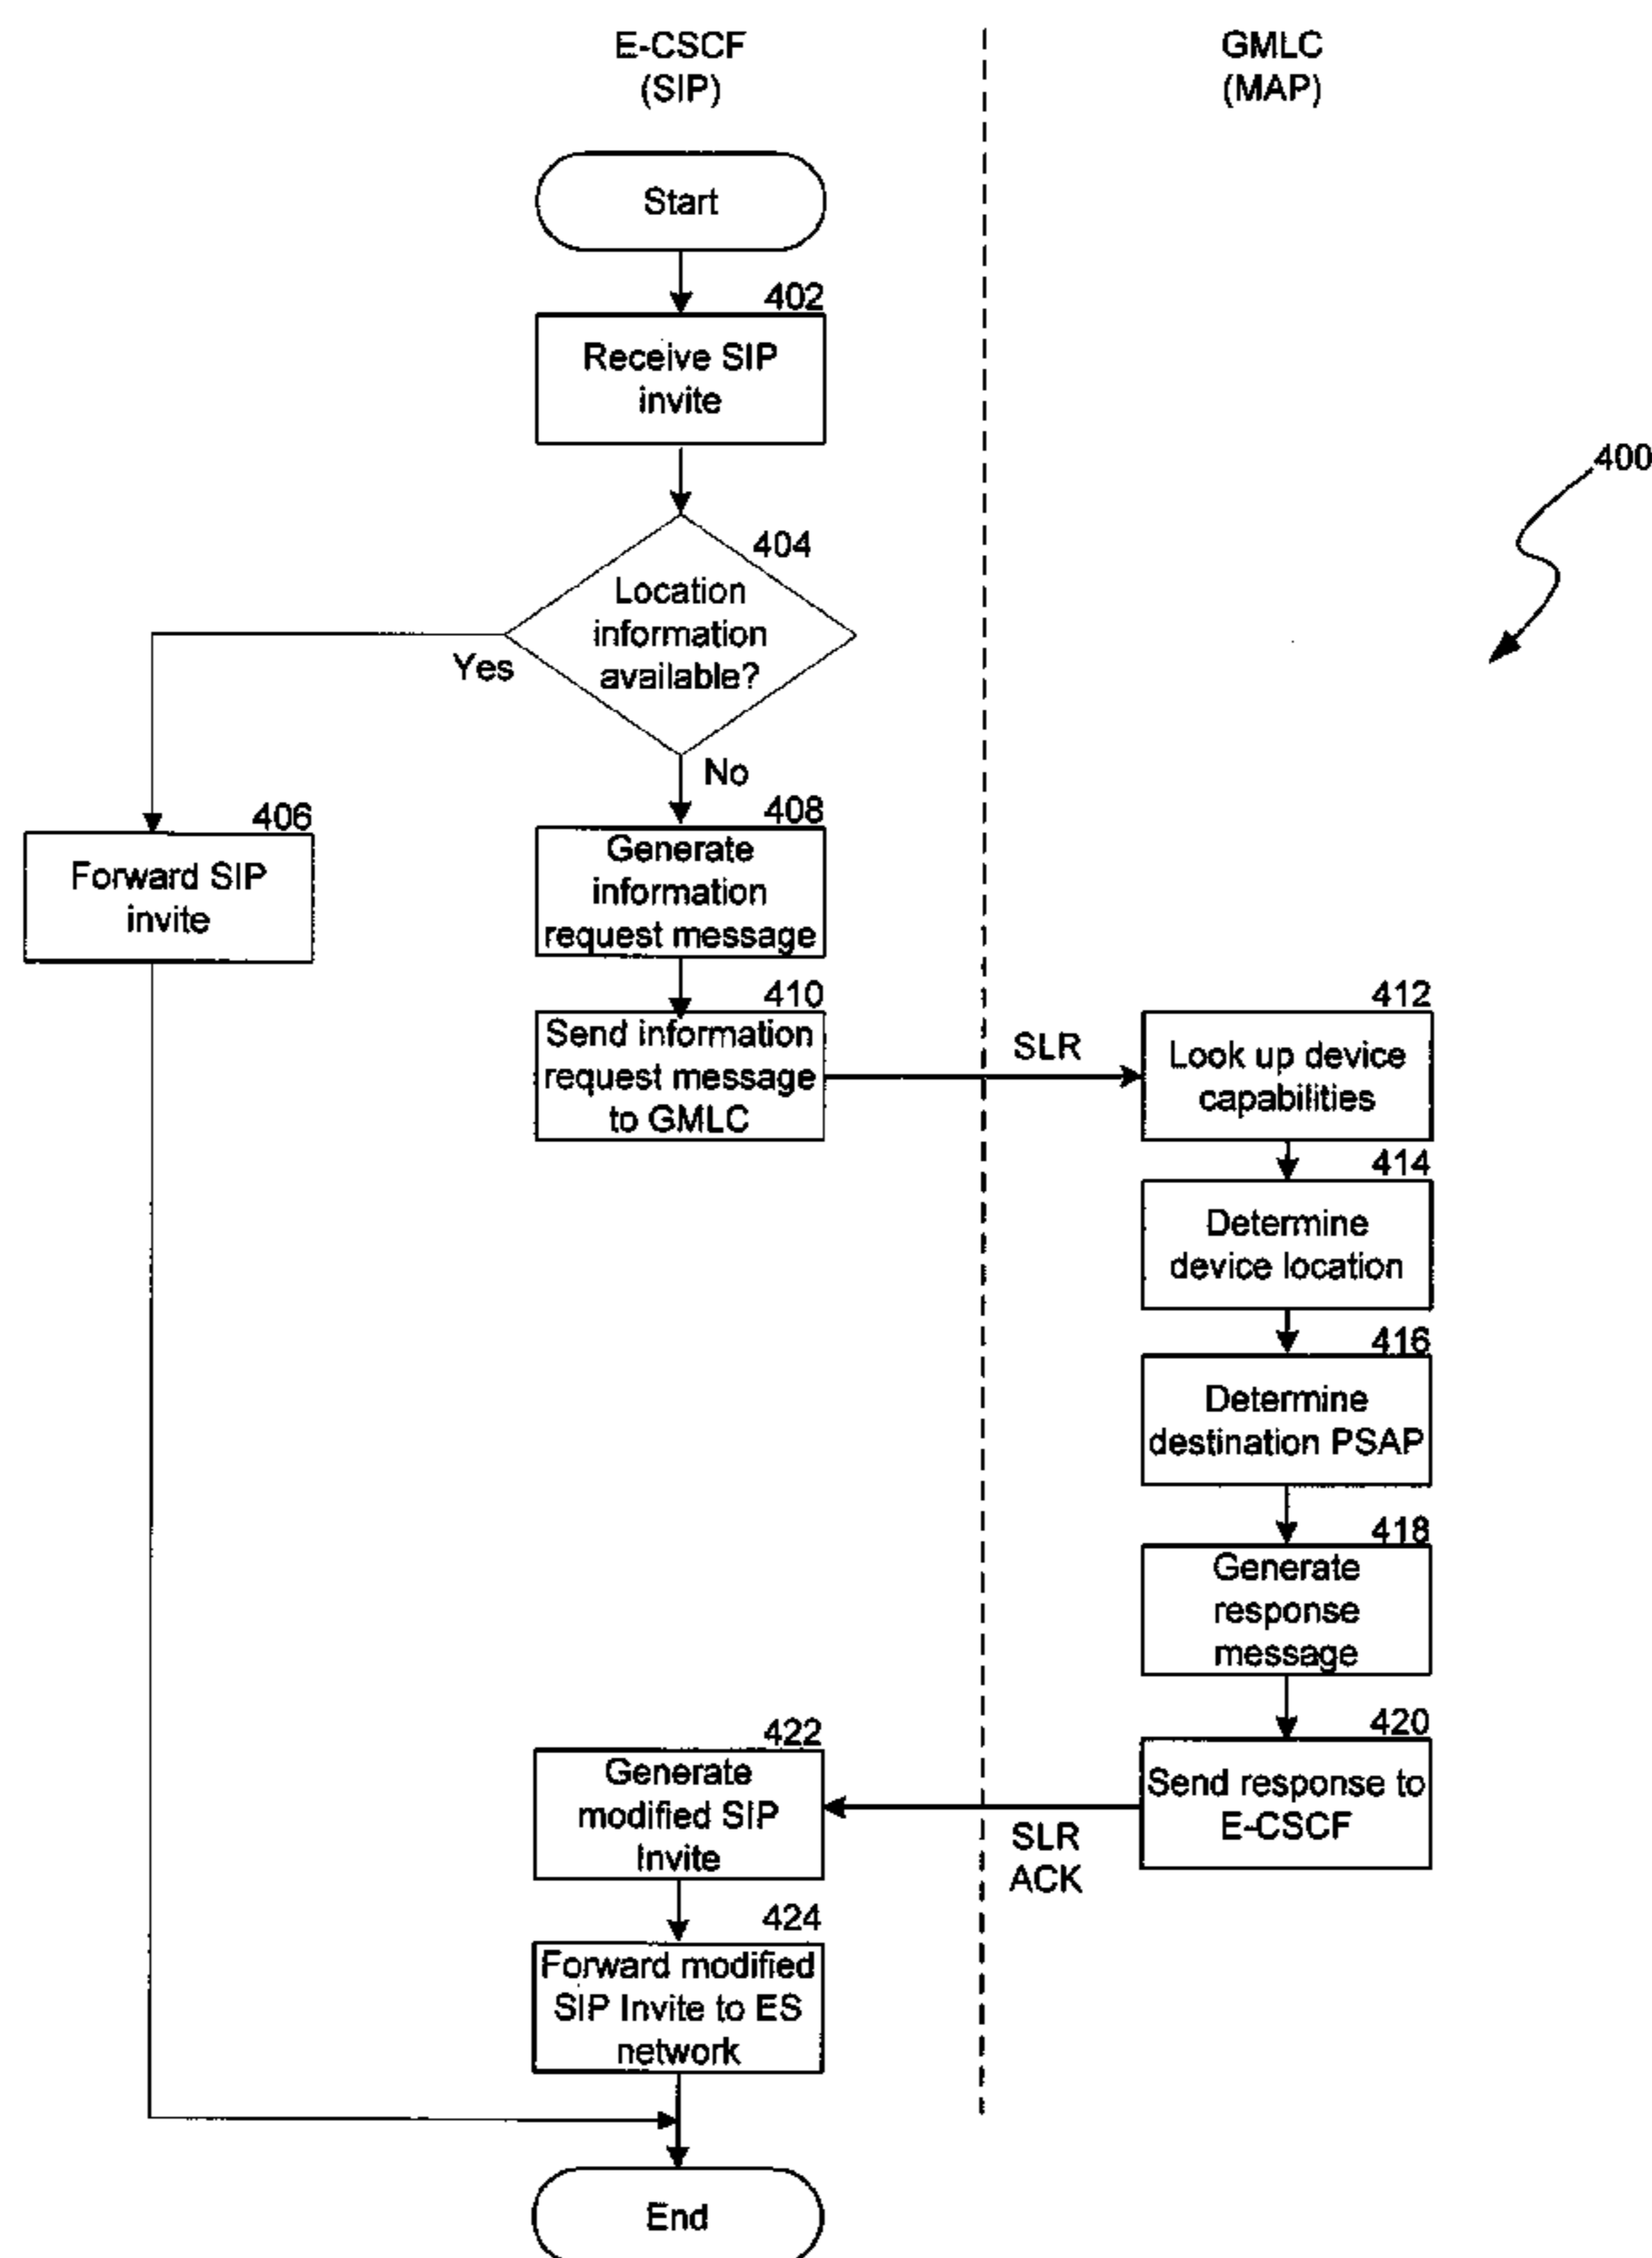 E-CSCF
(SIP)
GMLC
(MAP)
Start
402
Receive SIP
invite
400
404
Location
information
available?
Yes
No
406
Forward SIP
invite
408
Generate
information
request message
410
Send information
request message
to GMLC
SLR
412
Look up device
capabilities
414
Determine
device location
416
Determine
destination PSAP
418
Generate
response
message
420
Send response to
E-CSCF
SLR
ACK
422
Generate
modified SIP
Invite
424
Forward modified
SIP Invite to ES
network
End